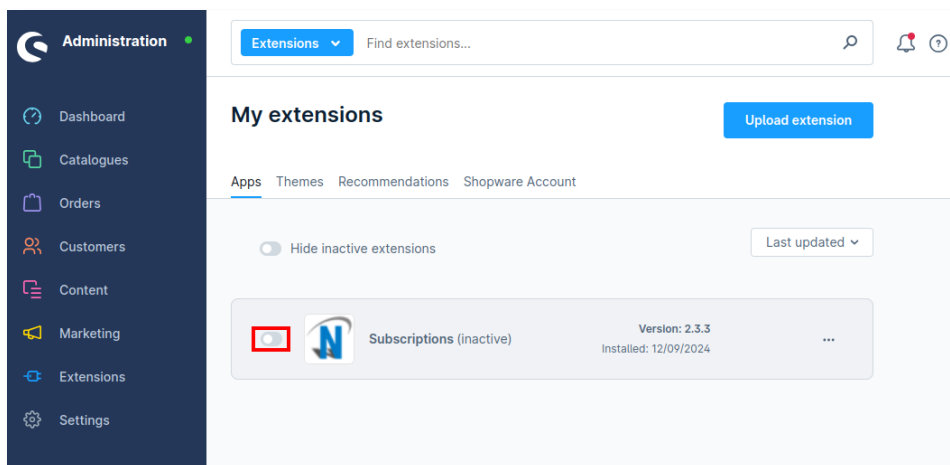 Administration
Extensions Find extensions...
Dashboard
Catalogues
Orders
Customers
Content
Marketing
Extensions
Settings
My extensions
Upload extension
Apps Themes Recommendations Shopware Account
Hide inactive extensions
Last updated
N
Subscriptions (inactive)
Version: 2.3.3
Installed: 12/09/2024
...